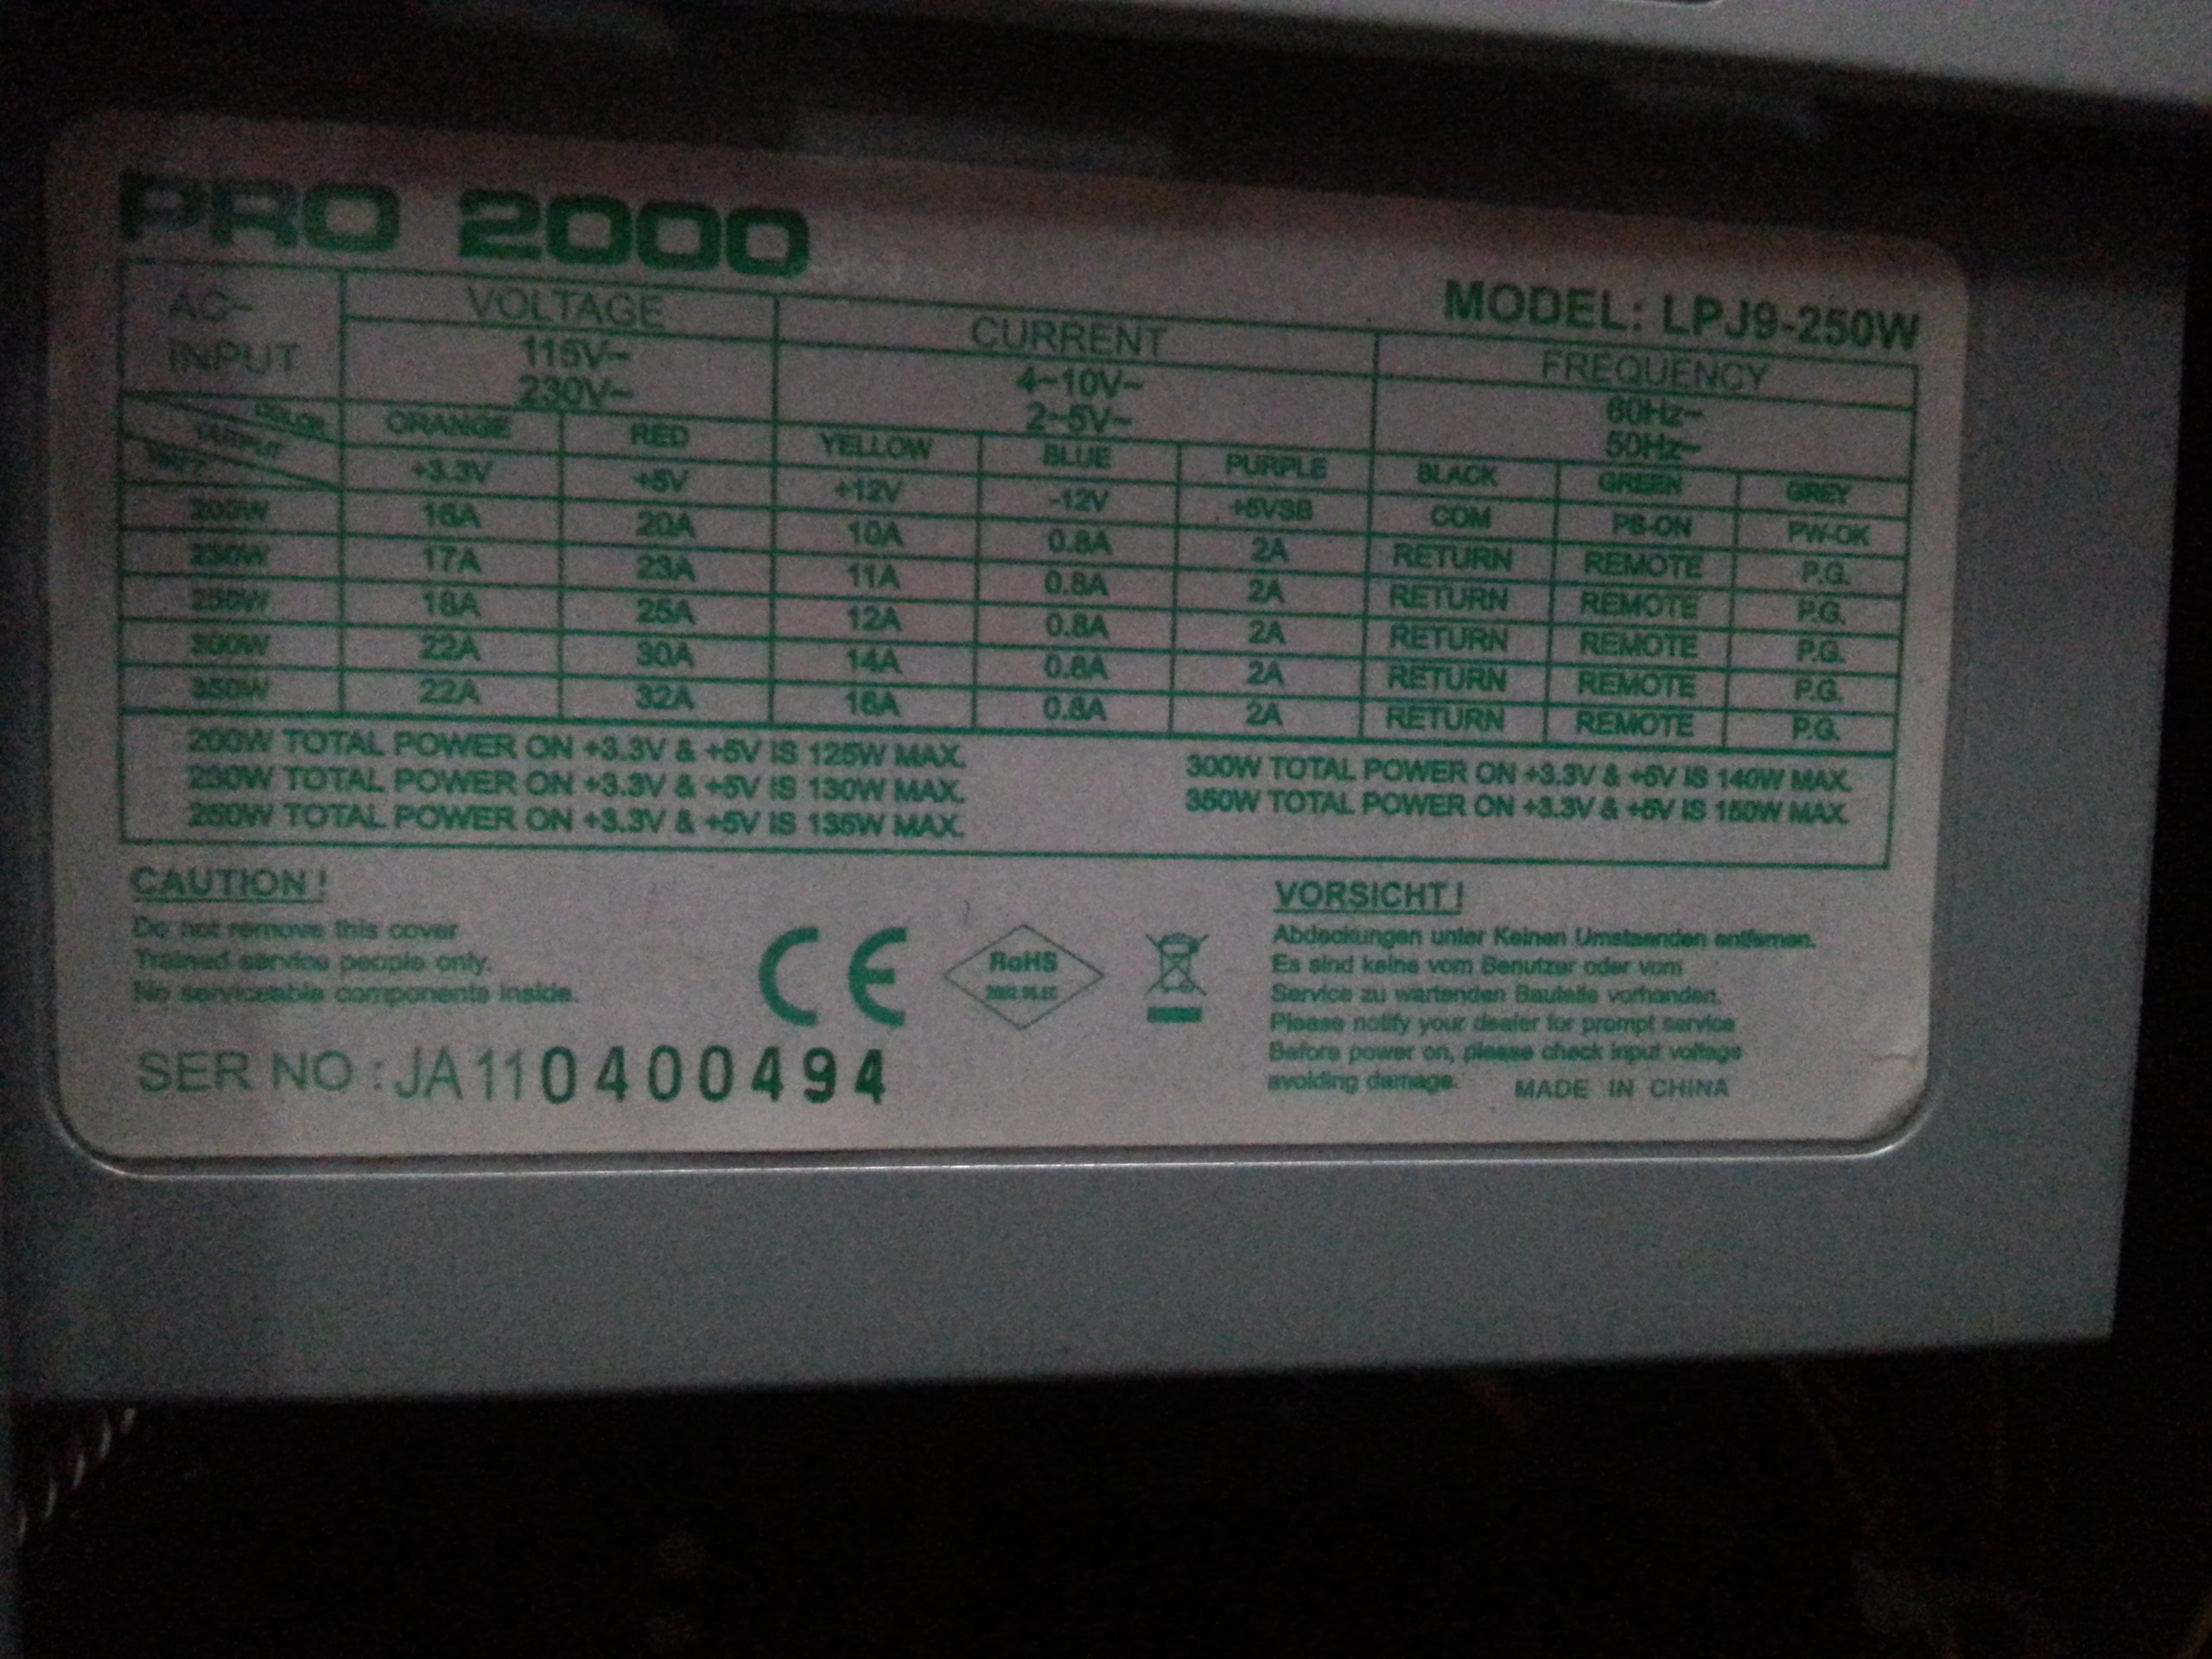 PRO 2000
MODEL: LPJ9-250W
AC-INPUT VOLTAGE CURRENT FREQUENCY
115V~ 4~10V~ 60Hz~
230V~ 2~5V~ 50Hz~
COLOR ORANGE RED YELLOW BLUE PURPLE BLACK GREEN GREY
OUTPUT +3.3V +5V +12V -12V +5VSB COM PS-ON PW-OK
200W 16A 20A 10A 0.8A 2A RETURN REMOTE P.G.
230W 17A 23A 11A 0.8A 2A RETURN REMOTE P.G.
250W 18A 25A 12A 0.8A 2A RETURN REMOTE P.G.
300W 22A 30A 14A 0.8A 2A RETURN REMOTE P.G.
350W 22A 32A 16A 0.8A 2A RETURN REMOTE P.G.
200W TOTAL POWER ON +3.3V & +5V IS 125W MAX.
230W TOTAL POWER ON +3.3V & +5V IS 130W MAX.
250W TOTAL POWER ON +3.3V & +5V IS 135W MAX.
300W TOTAL POWER ON +3.3V & +5V IS 140W MAX.
350W TOTAL POWER ON +3.3V & +5V IS 150W MAX.
CAUTION!
Do not remove this cover
Trained service people only.
No serviceable components inside.
CE
RoHS
VORSICHT!
Abdeckungen unter Keinen Umstaenden entfernen.
Es sind keine vom Benutzer oder vom
Service zu wartenden Bauteile vorhanden.
Please notify your dealer for prompt service
Before power on, please check input voltage
avoiding damage.
MADE IN CHINA
SER NO : JA110400494